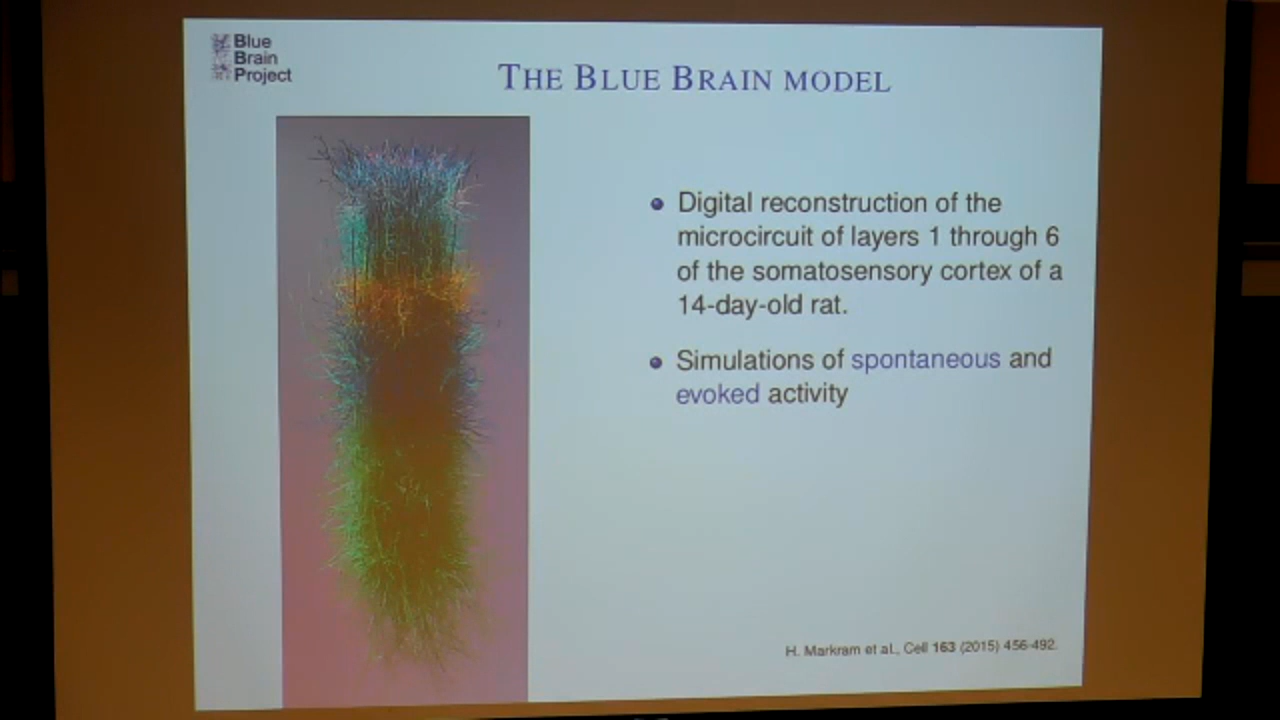 Blue
Brain
Project
THE BLUE BRAIN MODEL
Digital reconstruction of the
microcircuit of layers 1 through 6
of the somatosensory cortex of a
14-day-old rat.
Simulations of spontaneous and
evoked activity
H. Markram et al., Cell 163 (2015) 456-492.